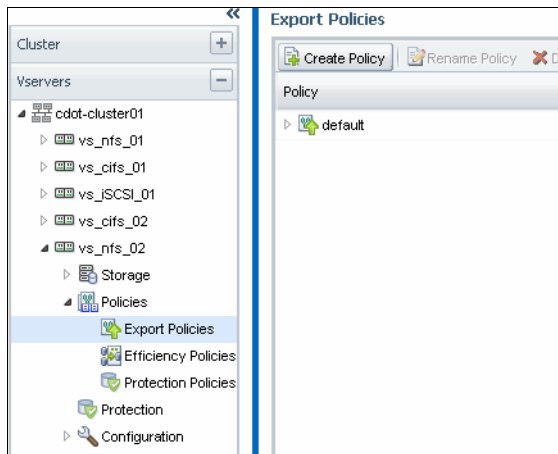 «
Cluster
Vservers
cdot-cluster01
vs_nfs_01
vs_cifs_01
vs_iSCSI_01
vs_cifs_02
vs_nfs_02
Storage
Policies
Export Policies
Efficiency Policies
Protection Policies
Protection
Configuration
Export Policies
Create Policy Rename Policy D
Policy
default